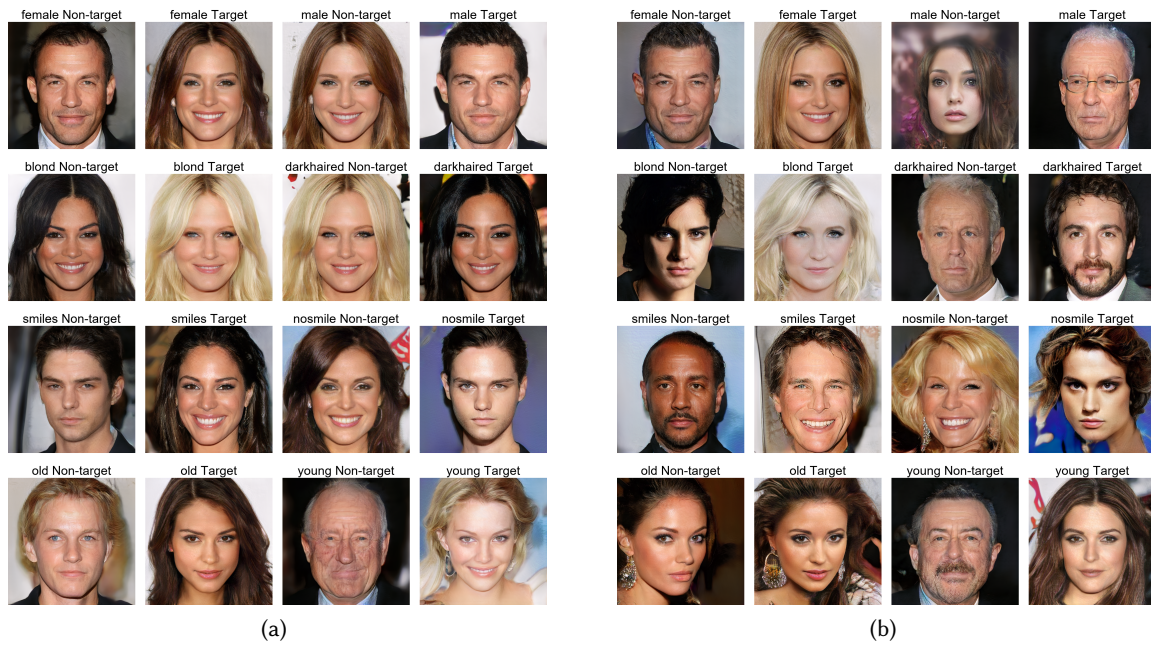 female Non-target female Target male Non-target male Target
blond Non-target blond Target darkhaired Non-target darkhaired Target
smiles Non-target smiles Target nosmile Non-target nosmile Target
old Non-target old Target young Non-target young Target
(a)
female Non-target female Target male Non-target male Target
blond Non-target blond Target darkhaired Non-target darkhaired Target
smiles Non-target smiles Target nosmile Non-target nosmile Target
old Non-target old Target young Non-target young Target
(b)